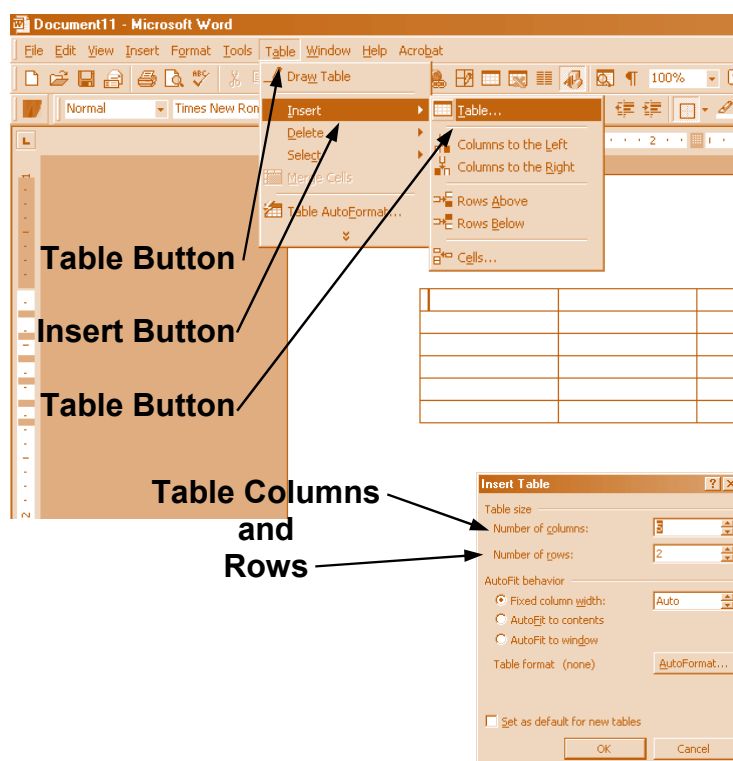 Document11 - Microsoft Word
File Edit View Insert Format Tools Table Window Help Acrobat
Draw Table
100%
Normal
Times New Ron
Insert
Table...
Delete
Columns to the Left
Select
Columns to the Right
Merge Cells
Rows Above
Table AutoFormat...
Rows Below
Cells...
2
Table Button
Insert Button
Table Button
Table Columns
and
Rows
Insert Table
Table size
Number of columns:
5
Number of rows:
2
AutoFit behavior
Fixed column width:
Auto
AutoFit to contents
AutoFit to window
Table format (none)
AutoFormat...
Set as default for new tables
OK
Cancel
2